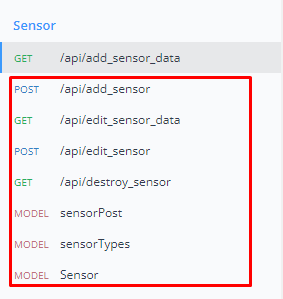 Sensor
GET /api/add_sensor_data
POST /api/add_sensor
GET /api/edit_sensor_data
POST /api/edit_sensor
GET /api/destroy_sensor
MODEL sensorPost
MODEL sensorTypes
MODEL Sensor